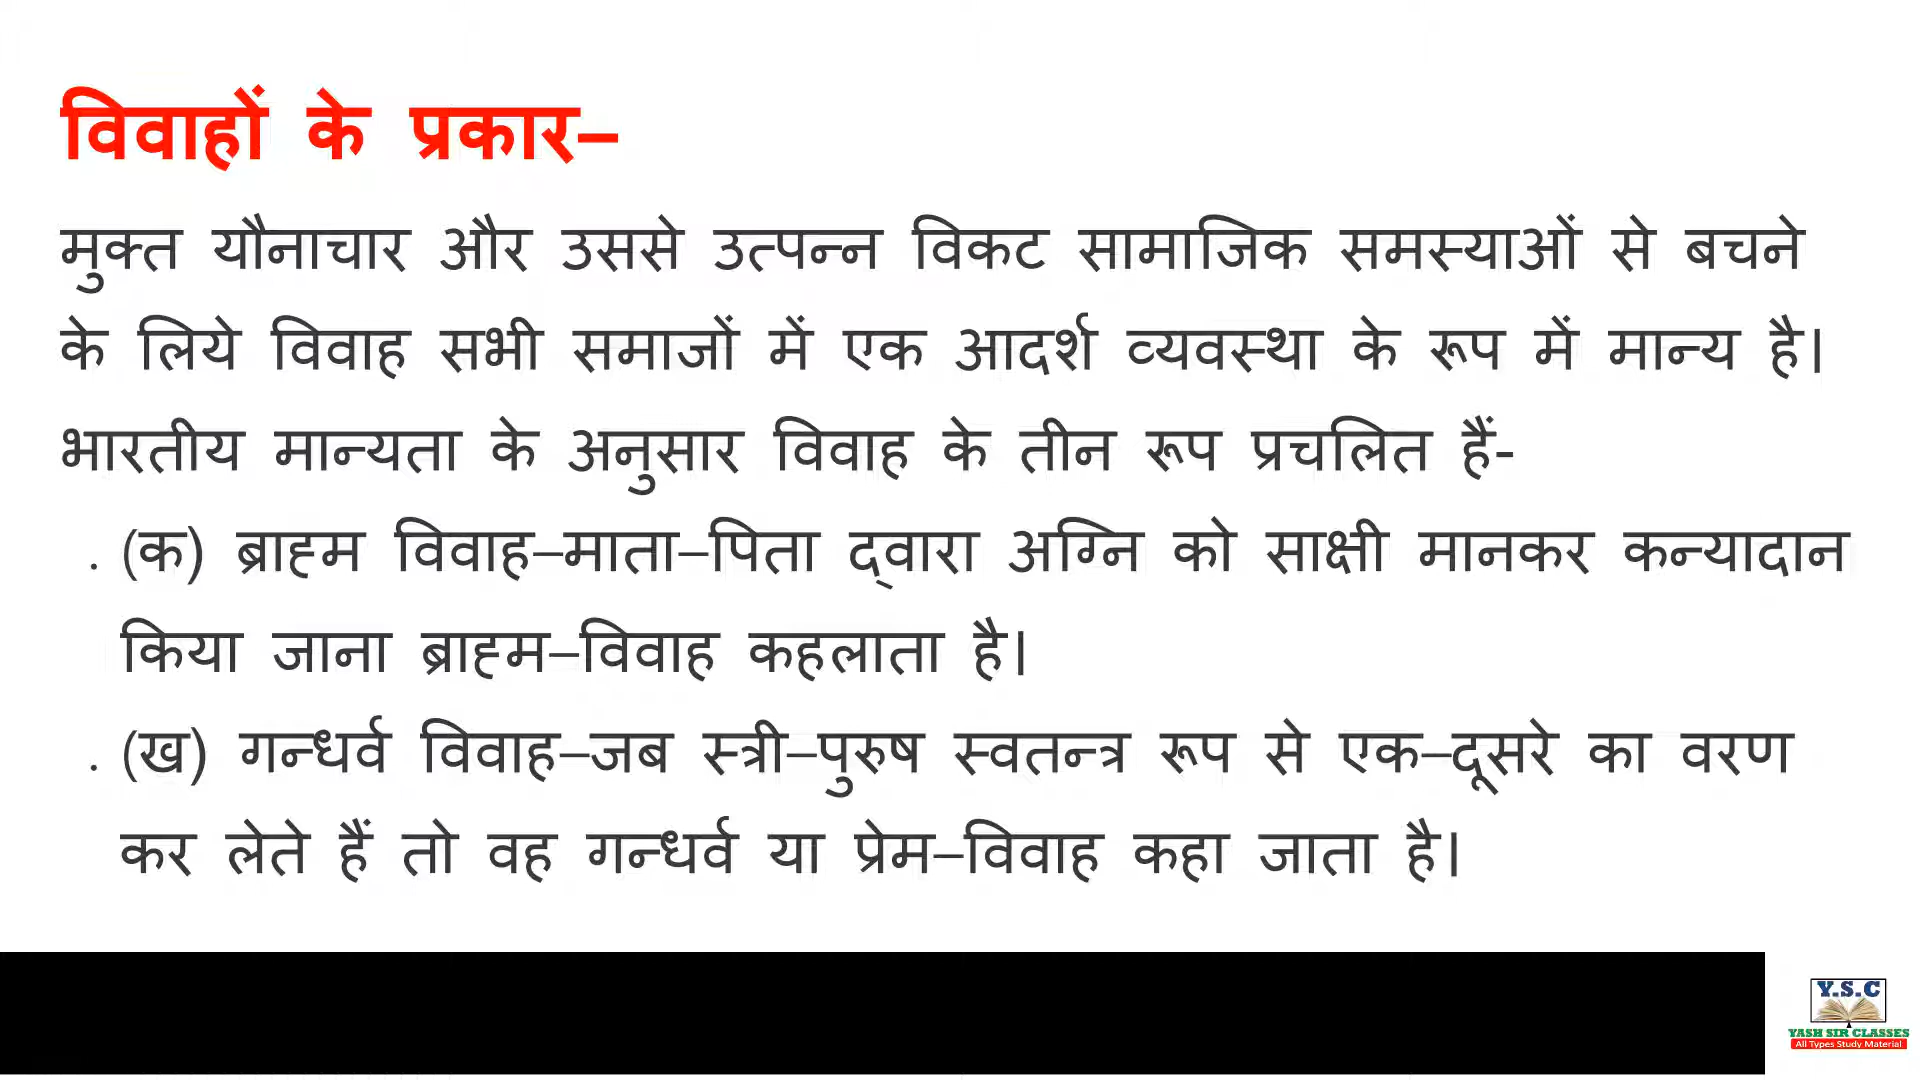 विवाहों के प्रकार–
मुक्त यौनाचार और उससे उत्पन्न विकट सामाजिक समस्याओं से बचने
के लिये विवाह सभी समाजों में एक आदर्श व्यवस्था के रूप में मान्य है।
भारतीय मान्यता के अनुसार विवाह के तीन रूप प्रचलित हैं-
. (क) ब्राह्म विवाह–माता–पिता द्वारा अग्नि को साक्षी मानकर कन्यादान
किया जाना ब्राह्म–विवाह कहलाता है।
. (ख) गन्धर्व विवाह–जब स्त्री–पुरुष स्वतन्त्र रूप से एक–दूसरे का वरण
कर लेते हैं तो वह गन्धर्व या प्रेम–विवाह कहा जाता है।
Y.S.C
YASH SIR CLASSES
All Types Study Material